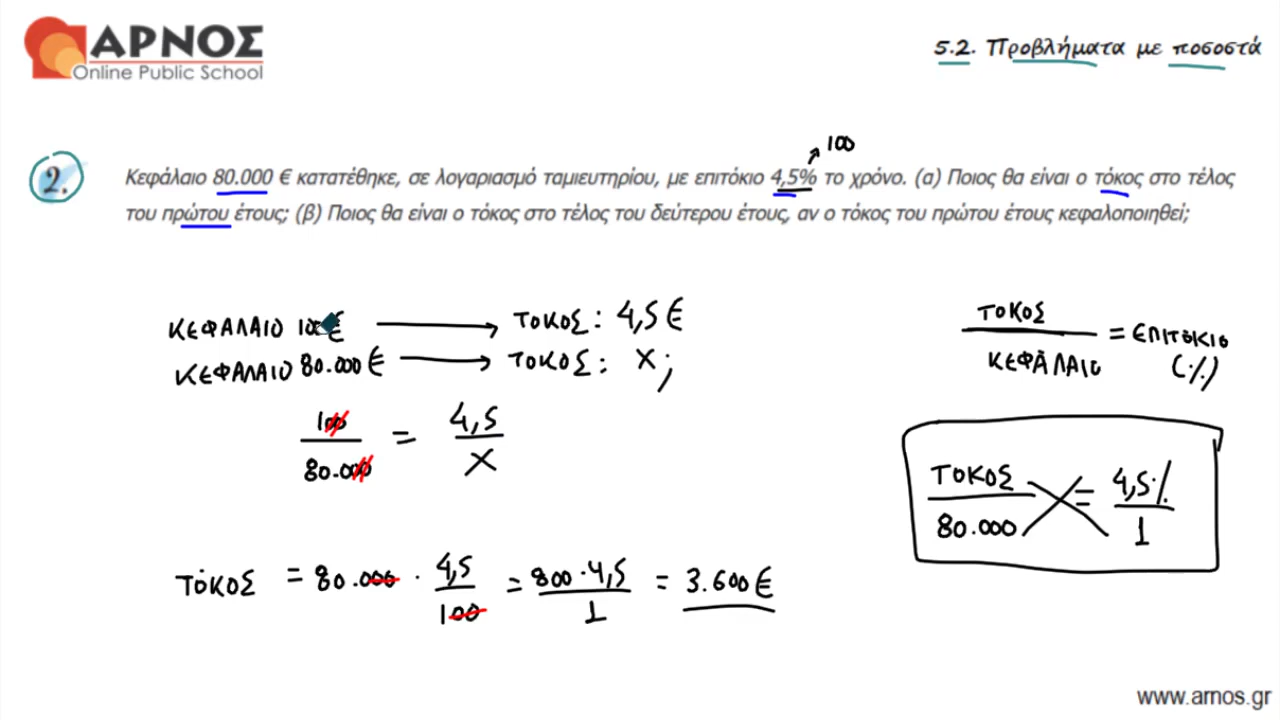 ΑΡΝΟΣ
Online Public School
5.2. Προβλήματα με ποσοστά
100
2. Κεφάλαιο 80.000 € κατατέθηκε, σε λογαριασμό ταμιευτηρίου, με επιτόκιο 4,5% το χρόνο. (α) Ποιος θα είναι ο τόκος στο τέλος
του πρώτου έτους; (β) Ποιος θα είναι ο τόκος στο τέλος του δεύτερου έτους, αν ο τόκος του πρώτου έτους κεφαλοποιηθεί;
ΚΕΦΑΛΑΙΟ 100€ → ΤΟΚΟΣ: 4,5€
ΚΕΦΑΛΑΙΟ 80.000€ → ΤΟΚΟΣ: X;
100/80.000 = 4,5/X
ΤΟΚΟΣ/ΚΕΦΑΛΑΙΟ = ΕΠΙΤΟΚΙΟ (%)
ΤΟΚΟΣ/80.000 = 4,5%/1
ΤΟΚΟΣ = 80.000 · 4,5/100 = 800·4,5/1 = 3.600€
www.arnos.gr